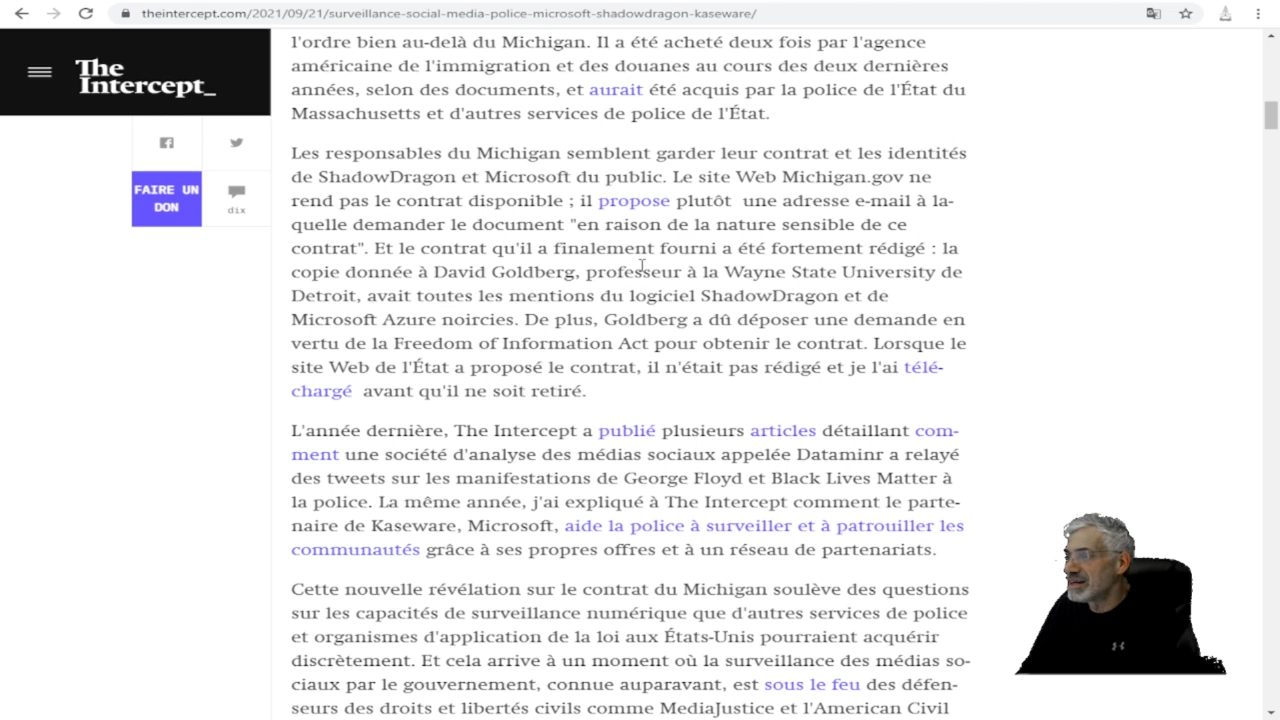 theintercept.com/2021/09/21/surveillance-social-media-police-microsoft-shadowdragon-kaseware/
The
Intercept_
FAIRE UN
DON
dix
l'ordre bien au-delà du Michigan. Il a été acheté deux fois par l'agence
américaine de l'immigration et des douanes au cours des deux dernières
années, selon des documents, et aurait été acquis par la police de l'État du
Massachusetts et d'autres services de police de l'État.
Les responsables du Michigan semblent garder leur contrat et les identités
de ShadowDragon et Microsoft du public. Le site Web Michigan.gov ne
rend pas le contrat disponible ; il propose plutôt une adresse e-mail à la-
quelle demander le document "en raison de la nature sensible de ce
contrat". Et le contrat qu'il a finalement fourni a été fortement rédigé : la
copie donnée à David Goldberg, professeur à la Wayne State University de
Detroit, avait toutes les mentions du logiciel ShadowDragon et de
Microsoft Azure noircies. De plus, Goldberg a dû déposer une demande en
vertu de la Freedom of Information Act pour obtenir le contrat. Lorsque le
site Web de l'État a proposé le contrat, il n'était pas rédigé et je l'ai télé-
chargé avant qu'il ne soit retiré.
L'année dernière, The Intercept a publié plusieurs articles détaillant com-
ment une société d'analyse des médias sociaux appelée Dataminr a relayé
des tweets sur les manifestations de George Floyd et Black Lives Matter à
la police. La même année, j'ai expliqué à The Intercept comment le parte-
naire de Kaseware, Microsoft, aide la police à surveiller et à patrouiller les
communautés grâce à ses propres offres et à un réseau de partenariats.
Cette nouvelle révélation sur le contrat du Michigan soulève des questions
sur les capacités de surveillance numérique que d'autres services de police
et organismes d'application de la loi aux États-Unis pourraient acquérir
discrètement. Et cela arrive à un moment où la surveillance des médias so-
ciaux par le gouvernement, connue auparavant, est sous le feu des défen-
seurs des droits et libertés civils comme MediaJustice et l'American Civil